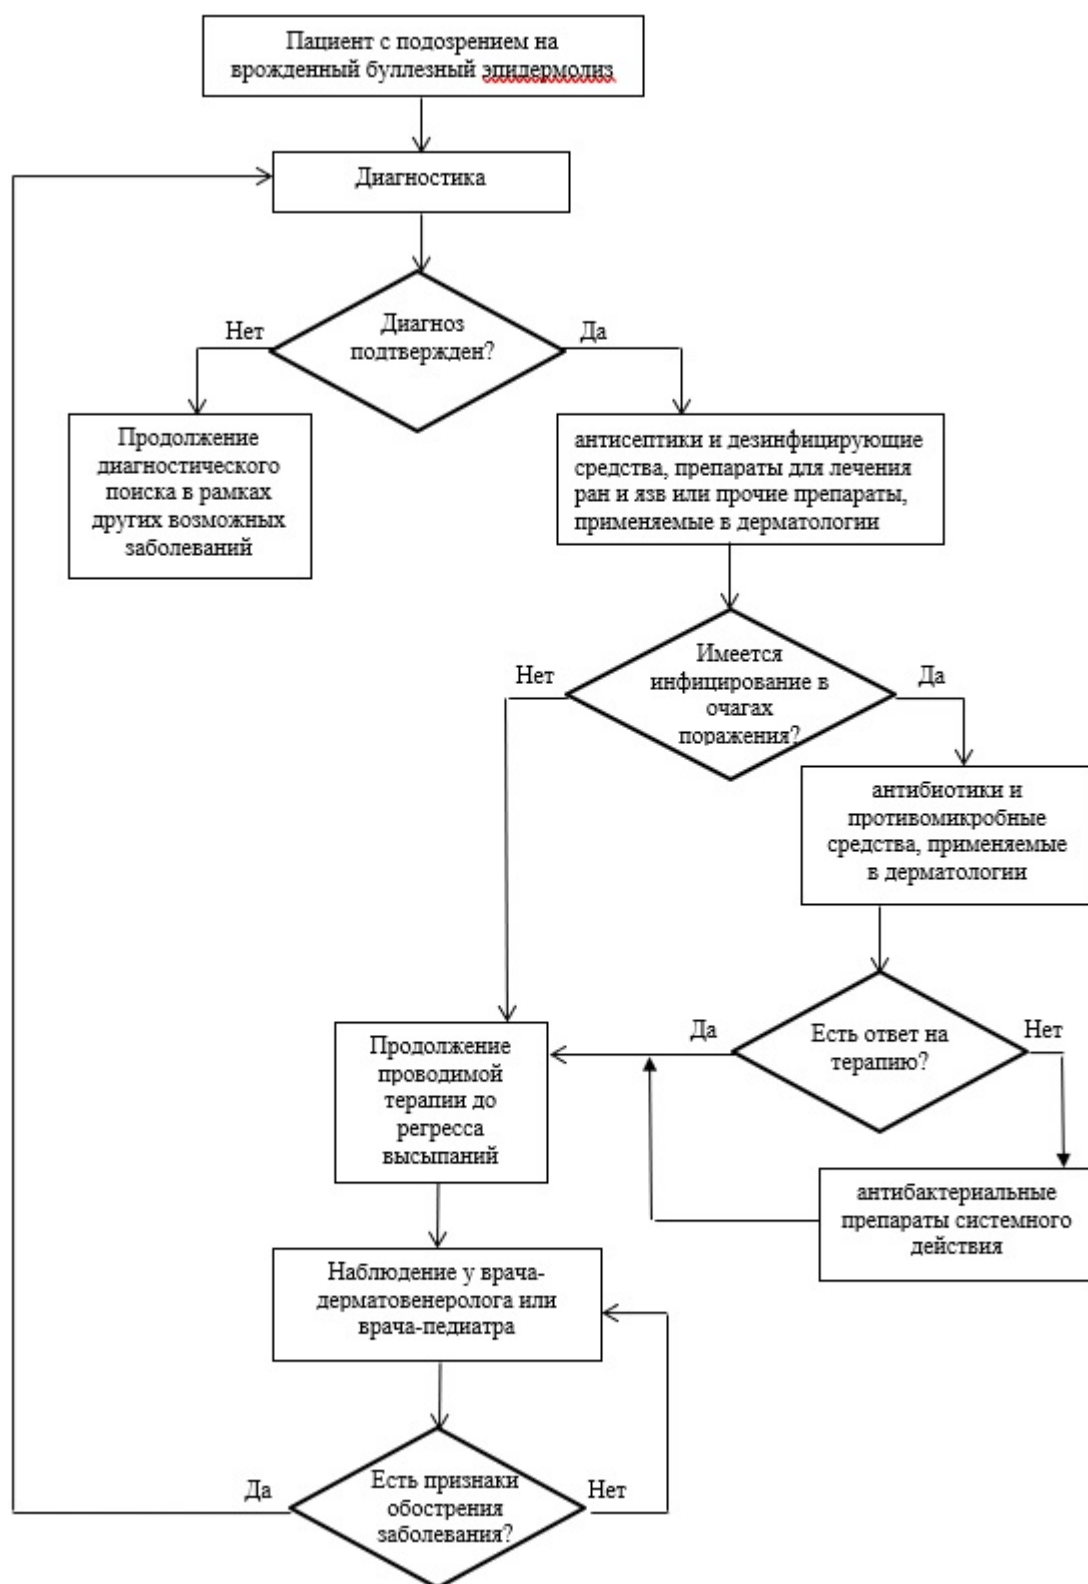 Пациент с подозрением на
врожденный буллезный эпидермолиз
Диагностика
Диагноз
подтвержден?
Нет
Да
Продолжение
диагностического
поиска в рамках
других возможных
заболеваний
антисептики и дезинфицирующие
средства, препараты для лечения
ран и язв или прочие препараты,
применяемые в дерматологии
Имеется
инфицирование в
очагах
поражения?
Нет
Да
антибиотики и
противомикробные
средства, применяемые
в дерматологии
Есть ответ на
терапию?
Да
Нет
Продолжение
проводимой
терапии до
регресса
высыпаний
антибактериальные
препараты системного
действия
Наблюдение у врача-
дерматовенеролога или
врача-педиатра
Есть признаки
обострения
заболевания?
Да
Нет